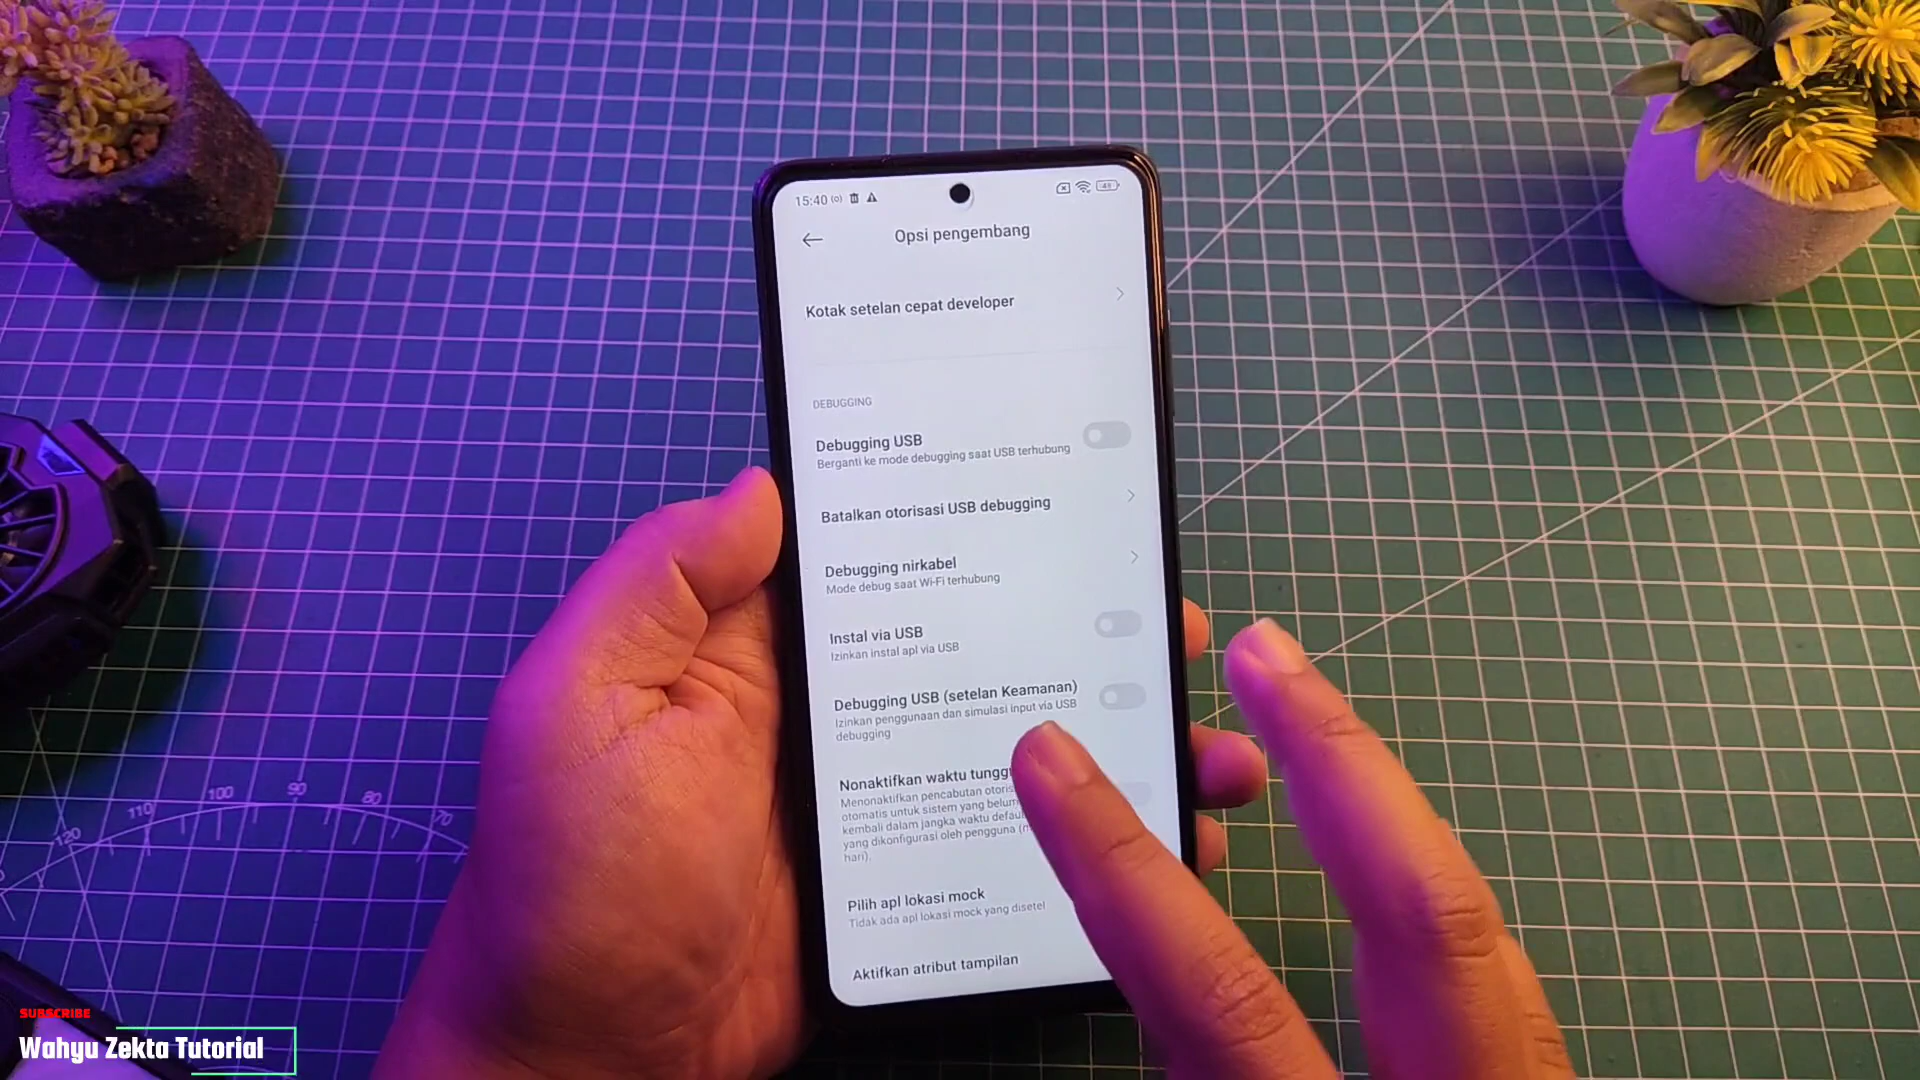 15:40
48
Opsi pengembang
Kotak setelan cepat developer
DEBUGGING
Debugging USB
Berganti ke mode debugging saat USB terhubung
Batalkan otorisasi USB debugging
Debugging nirkabel
Mode debug saat Wi-Fi terhubung
Instal via USB
Izinkan instal apl via USB
Debugging USB (setelan Keamanan)
Izinkan penggunaan dan simulasi input via USB
debugging
Nonaktifkan waktu
Menonaktifkan pencabutan
otomatis untuk sistem yang
kembali dalam jangka waktu
yang dikonfigurasi oleh pengguna
hari).
Pilih apl lokasi mock
Tidak ada apl lokasi mock yang disetel
Aktifkan atribut tampilan
120
110
100
90
80
70
SUBSCRIBE
Wahyu Zekta Tutorial